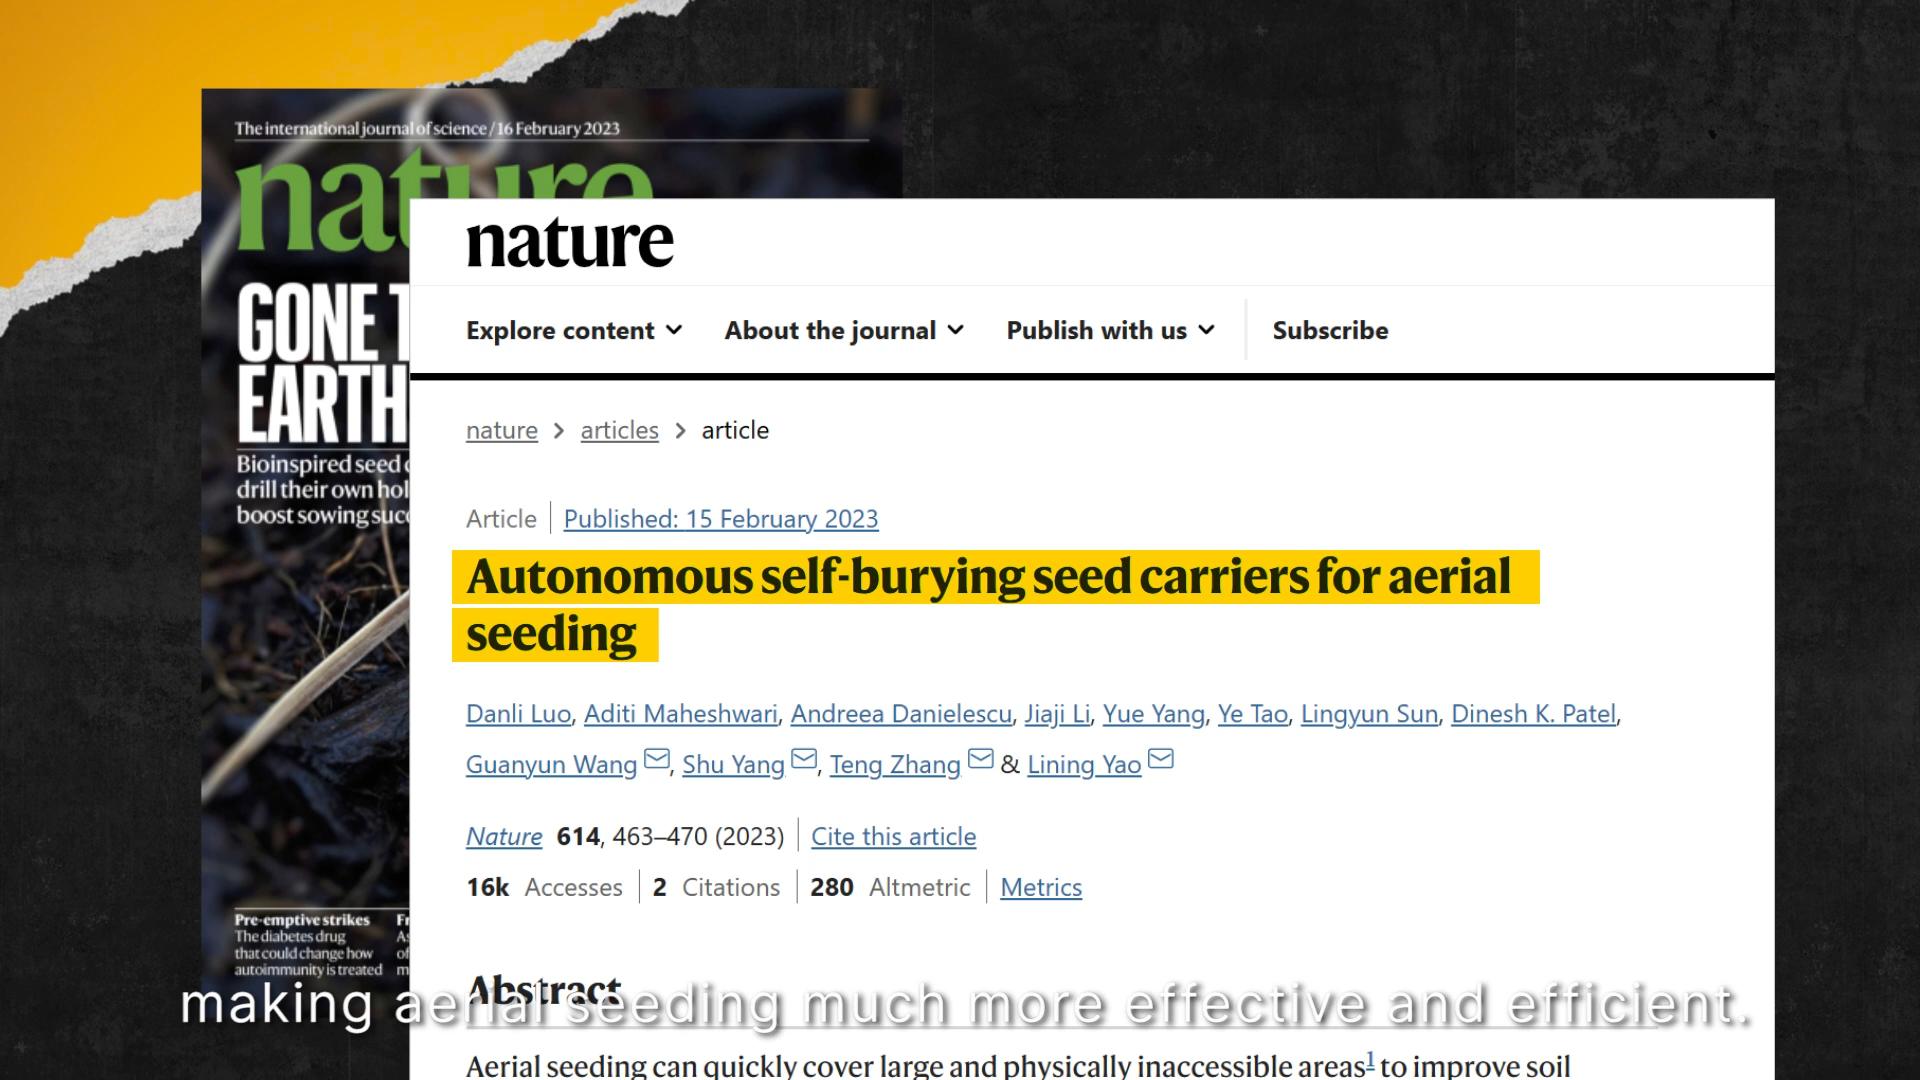 The international journal of science / 16 February 2023
nature
GONE T
EARTH
Bioinspired seed
drill their own hol
boost sowing suc
Pre-emptive strikes
The diabetes drug
that could change how
autoimmunity is treated
nature
Explore content
About the journal
Publish with us
Subscribe
nature > articles > article
Article | Published: 15 February 2023
Autonomous self-burying seed carriers for aerial
seeding
Danli Luo, Aditi Maheshwari, Andreea Danielescu, Jiaji Li, Yue Yang, Ye Tao, Lingyun Sun, Dinesh K. Patel,
Guanyun Wang, Shu Yang, Teng Zhang & Lining Yao
Nature 614, 463–470 (2023) | Cite this article
16k Accesses | 2 Citations | 280 Altmetric | Metrics
Abstract
making aerial seeding much more effective and efficient.
Aerial seeding can quickly cover large and physically inaccessible areas1 to improve soil